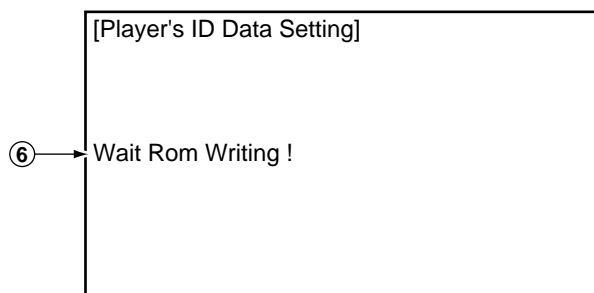 [Player's ID Data Setting]
⑥ Wait Rom Writing !